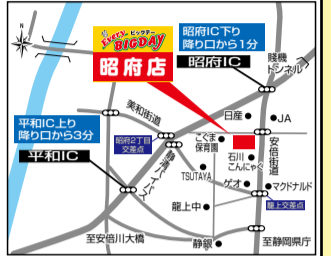 Every
ビッグデー
BIGDAY
昭府店
昭府IC下り
降り口から1分
昭府IC
賤機
トンネル
美和街道
日産
JA
平和IC上り
降り口から3分
平和IC
昭府2丁目
交差点
こぐま
保育園
静清バイパス
石川
こんにゃく
安倍街道
TSUTAYA
ゲオ
マクドナルド
籠上中
籠上交差点
至安倍川大橋
静銀
至静岡県庁